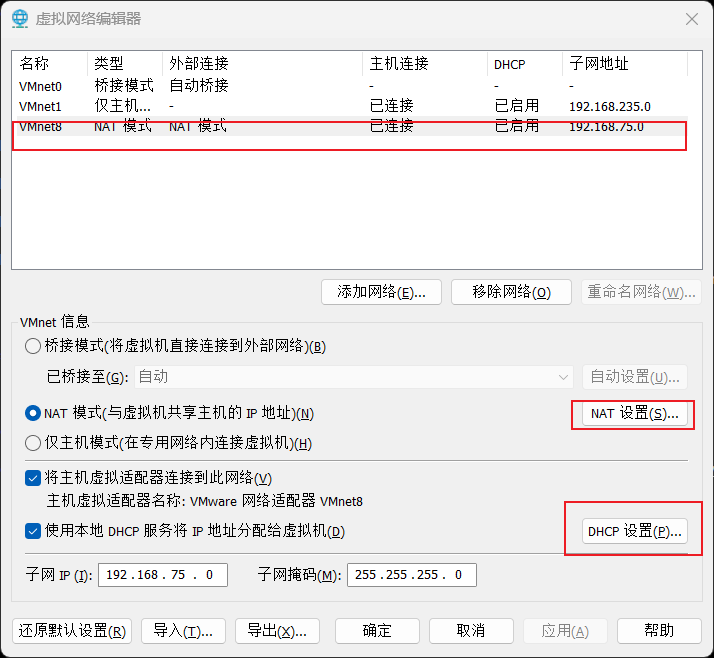 虚拟网络编辑器
名称 类型 外部连接 主机连接 DHCP 子网地址
VMnet0 桥接模式 自动桥接 - - -
VMnet1 仅主机... - 已连接 已启用 192.168.235.0
VMnet8 NAT 模式 NAT 模式 已连接 已启用 192.168.75.0
添加网络(E)... 移除网络(O) 重命名网络(W)...
VMnet 信息
桥接模式(将虚拟机直接连接到外部网络)(B)
已桥接至(G): 自动 自动设置(U)...
NAT 模式(与虚拟机共享主机的 IP 地址)(N) NAT 设置(S)...
仅主机模式(在专用网络内连接虚拟机)(H)
将主机虚拟适配器连接到此网络(V)
主机虚拟适配器名称: VMware 网络适配器 VMnet8
使用本地 DHCP 服务将 IP 地址分配给虚拟机(D) DHCP 设置(P)...
子网 IP (I): 192.168.75.0 子网掩码(M): 255.255.255.0
还原默认设置(R) 导入(T)... 导出(X)... 确定 取消 应用(A) 帮助